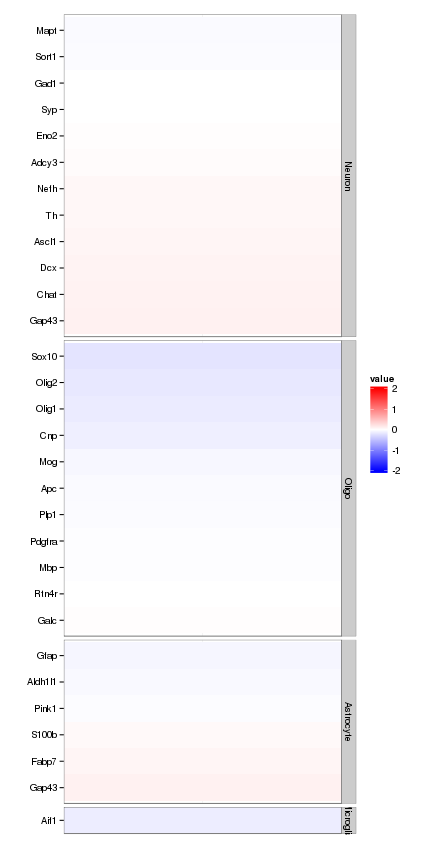 Mapt
Sort1
Gad1
Syp
Eno2
Adcy3
Nefh
Th
Ascl1
Dcx
Chat
Gap43
Neuron
Sox10
Olig2
Olig1
Cnp
Mog
Apc
Plp1
Pdgfra
Mbp
Rtn4r
Galc
Oligo
Gfap
Aldh1l1
Pink1
S100b
Fabp7
Gap43
Astrocyte
Aif1
value
2
1
0
-1
-2